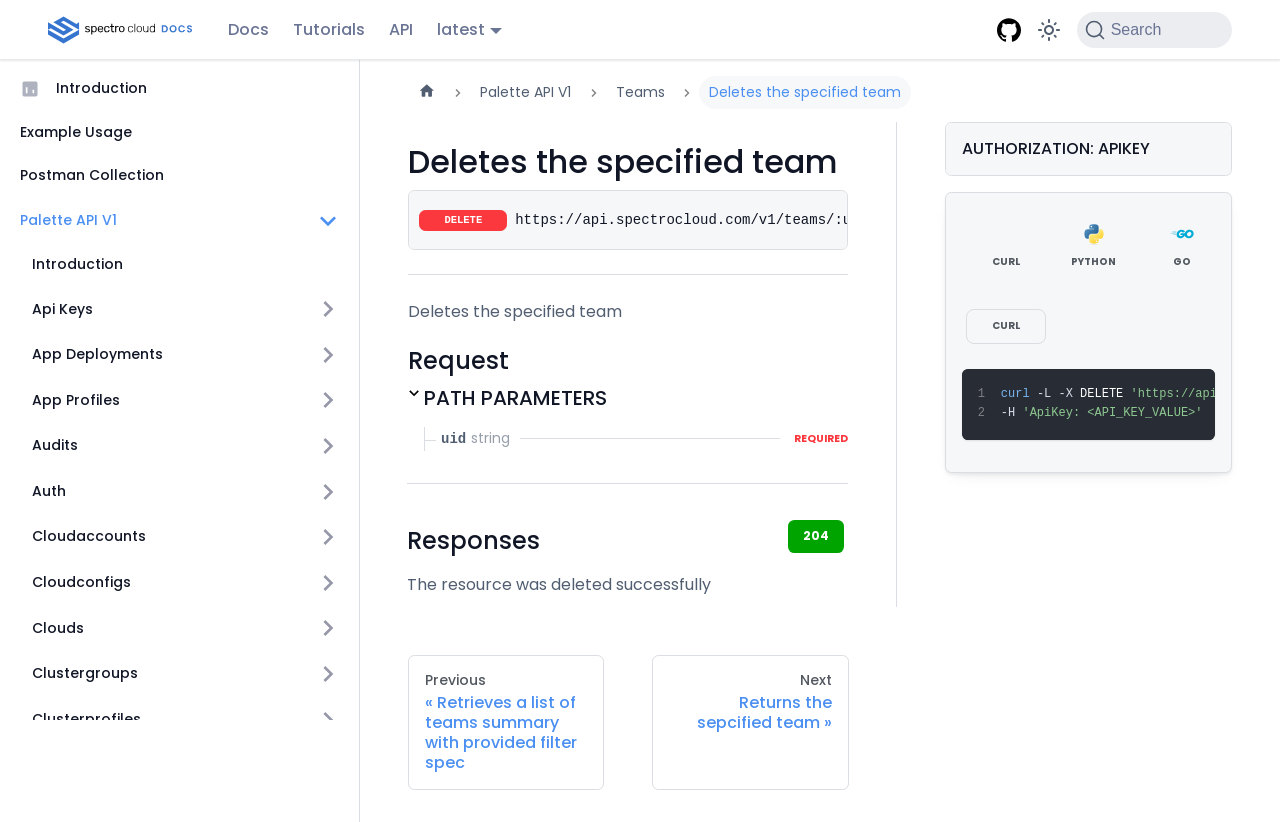 spectro cloud DOCS
Docs
Tutorials
API
latest
Search
Introduction
Example Usage
Postman Collection
Palette API V1
Introduction
Api Keys
App Deployments
App Profiles
Audits
Auth
Cloudaccounts
Cloudconfigs
Clouds
Clustergroups
Clusterprofiles
Palette API V1
Teams
Deletes the specified team
Deletes the specified team
DELETE https://api.spectrocloud.com/v1/teams/:u
Deletes the specified team
Request
PATH PARAMETERS
uid string REQUIRED
Responses
204
The resource was deleted successfully
Previous
« Retrieves a list of
teams summary
with provided filter
spec
Next
Returns the
sepcified team »
AUTHORIZATION: APIKEY
CURL
PYTHON
GO
CURL
1 curl -L -X DELETE 'https://api
2 -H 'ApiKey: <API_KEY_VALUE>'